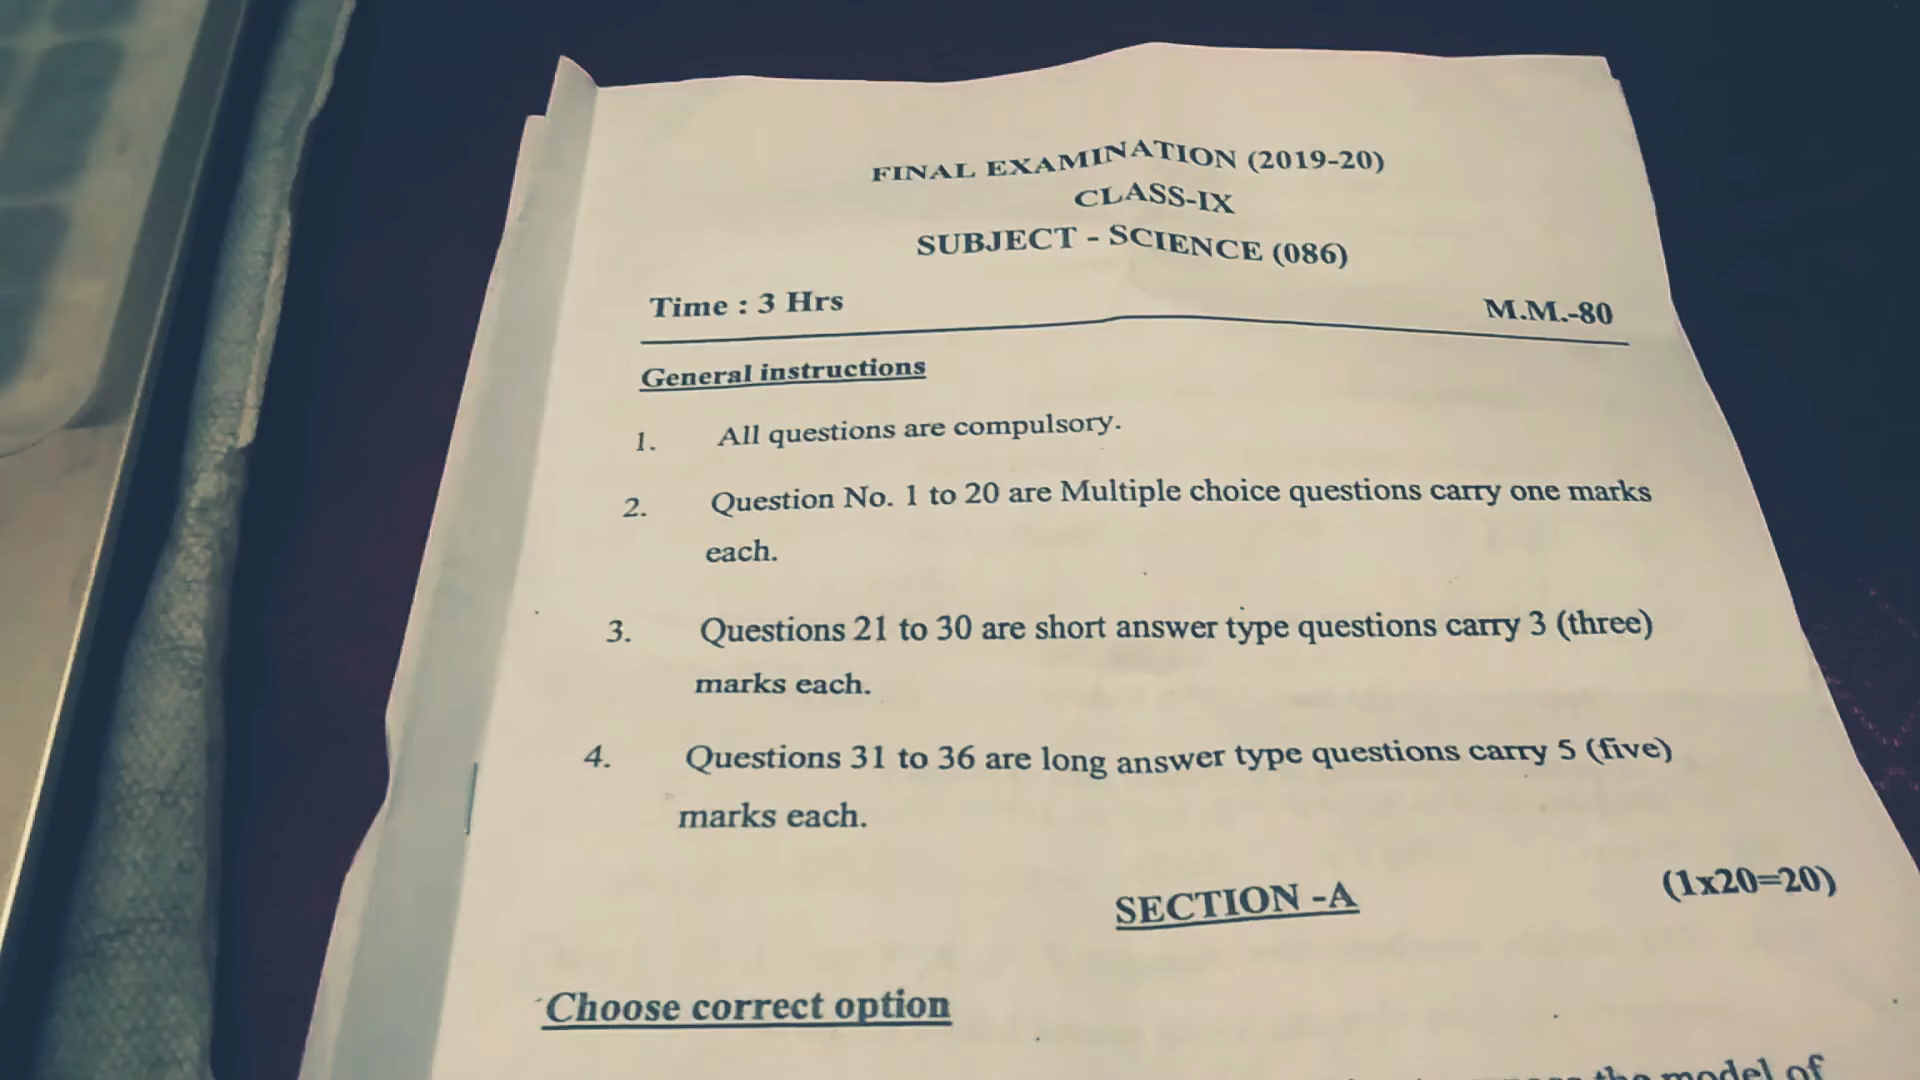 FINAL EXAMINATION (2019-20)
CLASS-IX
SUBJECT - SCIENCE (086)
Time : 3 Hrs
M.M.-80
General instructions
1. All questions are compulsory.
2. Question No. 1 to 20 are Multiple choice questions carry one marks
each.
3. Questions 21 to 30 are short answer type questions carry 3 (three)
marks each.
4. Questions 31 to 36 are long answer type questions carry 5 (five)
marks each.
SECTION -A
(1x20=20)
Choose correct option
the model of